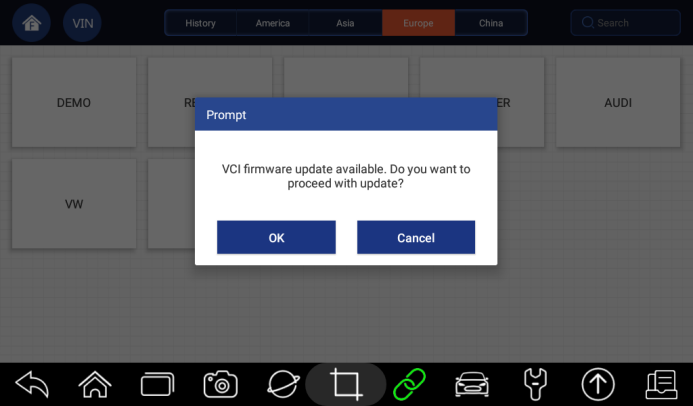 VIN
History
America
Asia
Europe
China
Search
DEMO
AUDI
Prompt
VCI firmware update available. Do you want to
proceed with update?
VW
OK
Cancel